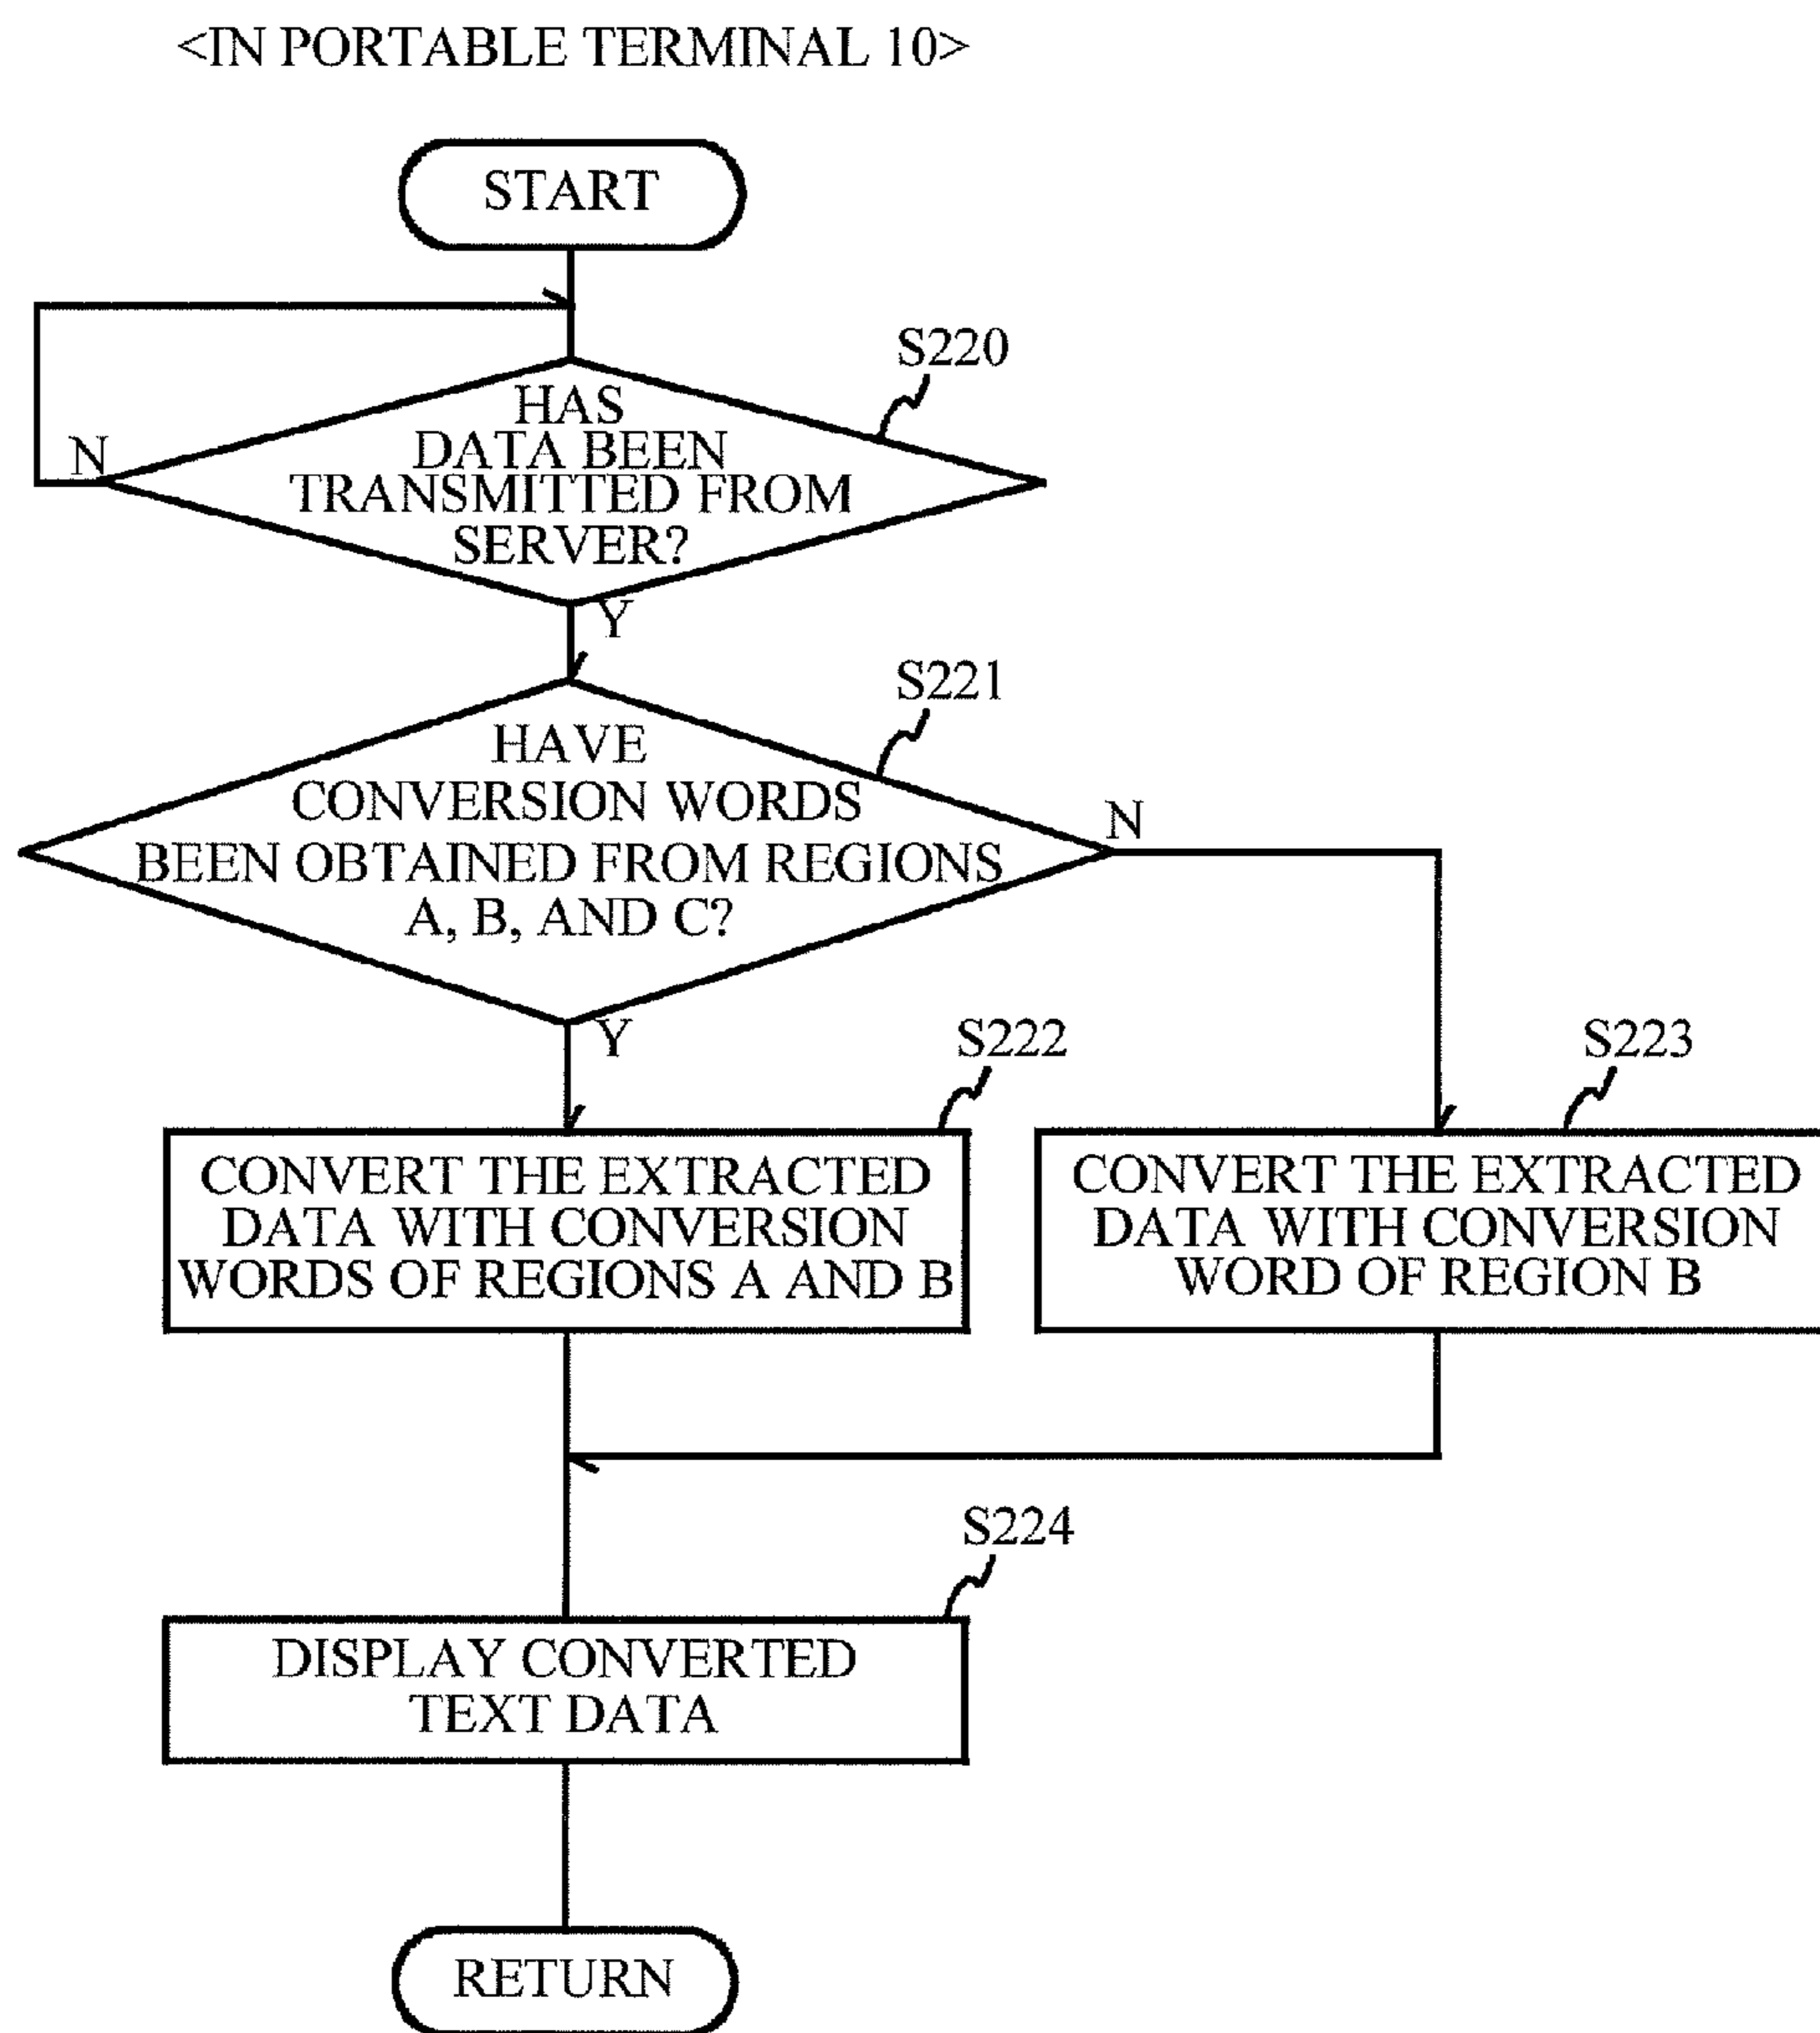 <IN PORTABLE TERMINAL 10>
START
S220
HAS
DATA BEEN
TRANSMITTED FROM
SERVER?
N
Y
S221
HAVE
CONVERSION WORDS
BEEN OBTAINED FROM REGIONS
A, B, AND C?
N
Y
S222
CONVERT THE EXTRACTED
DATA WITH CONVERSION
WORDS OF REGIONS A AND B
S223
CONVERT THE EXTRACTED
DATA WITH CONVERSION
WORD OF REGION B
S224
DISPLAY CONVERTED
TEXT DATA
RETURN